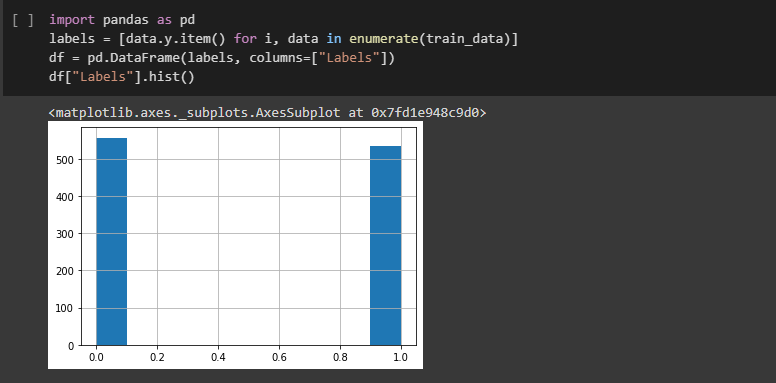 [ ] import pandas as pd
labels = [data.y.item() for i, data in enumerate(train_data)]
df = pd.DataFrame(labels, columns=["Labels"])
df["Labels"].hist()
<matplotlib.axes._subplots.AxesSubplot at 0x7fd1e948c9d0>
500
400
300
200
100
0
0.0 0.2 0.4 0.6 0.8 1.0